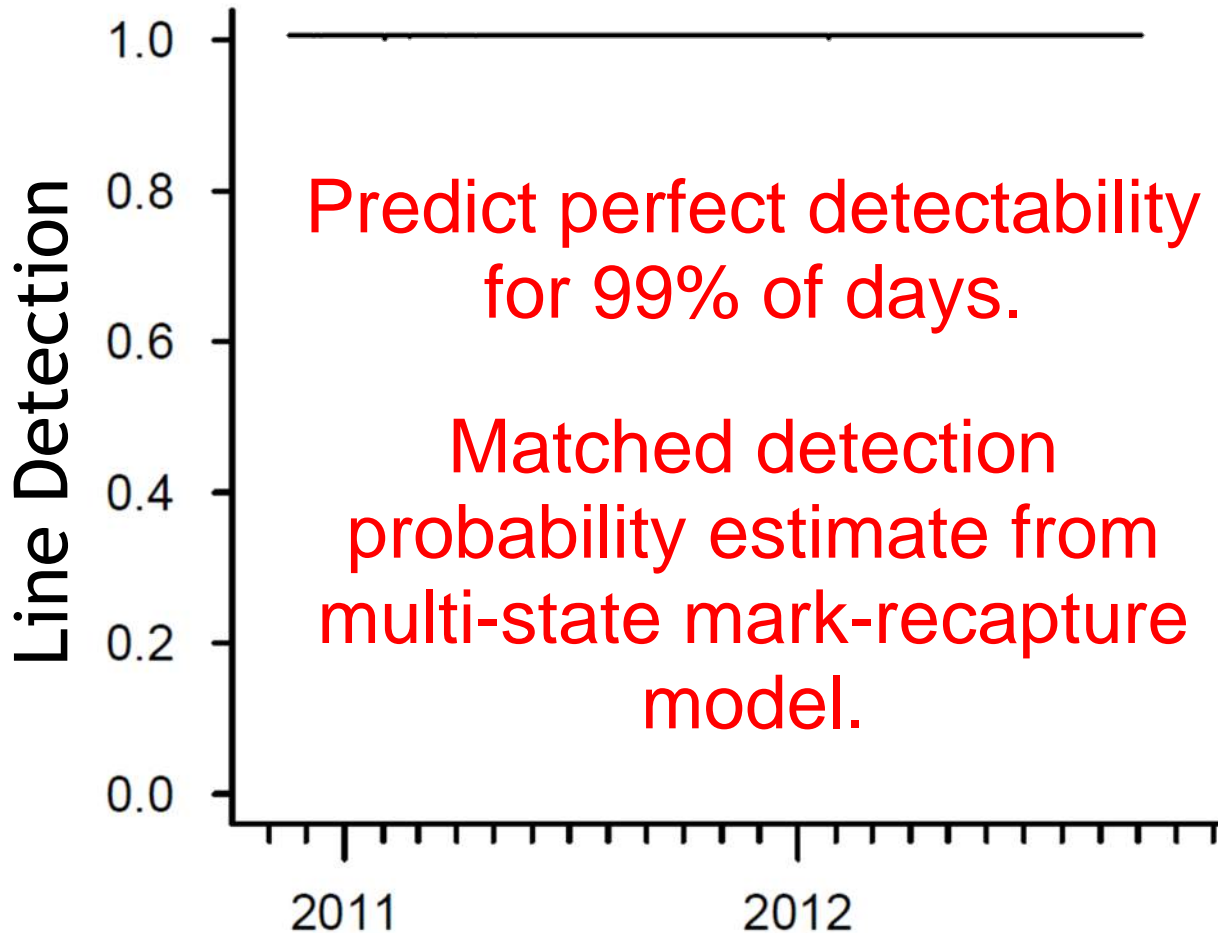 1.0
0.8
0.6
0.4
0.2
0.0
Line Detection
Predict perfect detectability
for 99% of days.
Matched detection
probability estimate from
multi-state mark-recapture
model.
2011
2012